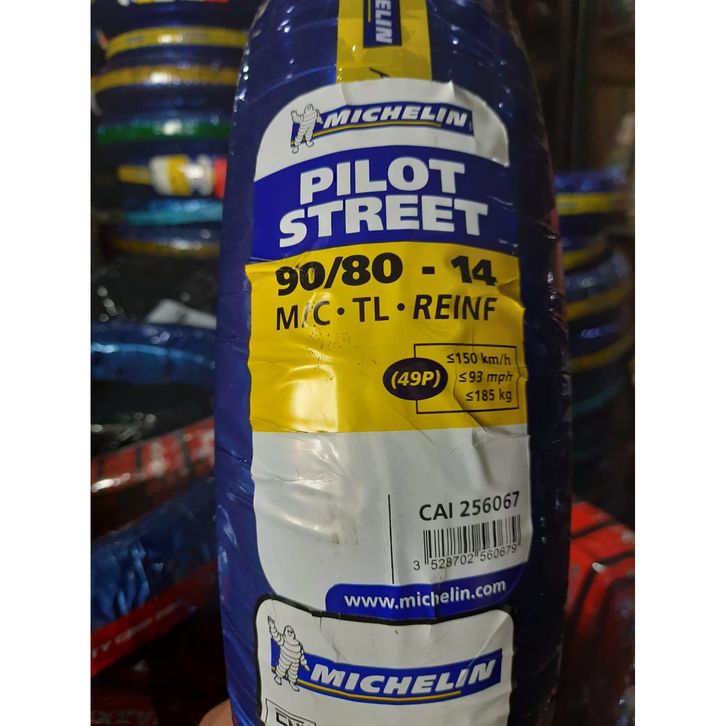 MICHELIN
MICHELIN
PILOT
STREET
90/80 - 14
M/C • TL • REINF
(49P)
≤150 km/h
≤93 mph
≤185 kg
CAI 256067
3 528702 560679
www.michelin.com
MICHELIN